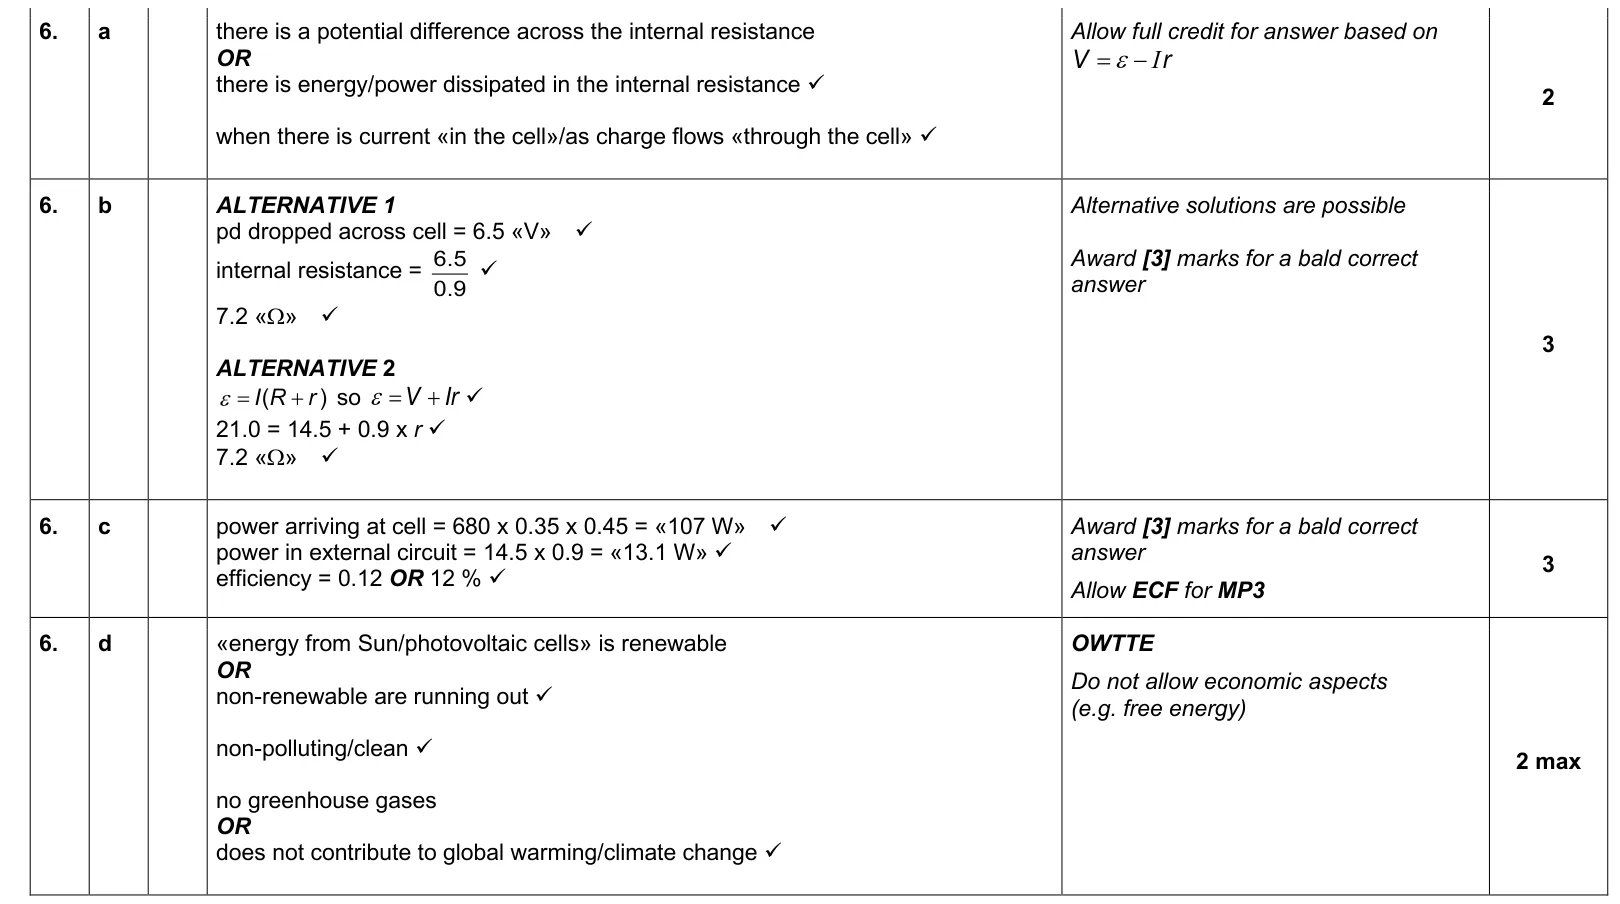 6. a there is a potential difference across the internal resistance Allow full credit for answer based on
OR V = ε – Ir
there is energy/power dissipated in the internal resistance ✓
2
when there is current «in the cell»/as charge flows «through the cell» ✓
6. b ALTERNATIVE 1 Alternative solutions are possible
pd dropped across cell = 6.5 «V» ✓
internal resistance = 6.5/0.9 ✓ Award [3] marks for a bald correct
answer
7.2 «Ω» ✓
3
ALTERNATIVE 2
ε = I(R + r) so ε = V + Ir ✓
21.0 = 14.5 + 0.9 x r ✓
7.2 «Ω» ✓
6. c power arriving at cell = 680 x 0.35 x 0.45 = «107 W» ✓ Award [3] marks for a bald correct
power in external circuit = 14.5 x 0.9 = «13.1 W» ✓ answer
3
efficiency = 0.12 OR 12 % ✓ Allow ECF for MP3
6. d «energy from Sun/photovoltaic cells» is renewable OWTTE
OR Do not allow economic aspects
non-renewable are running out ✓ (e.g. free energy)
non-polluting/clean ✓
2 max
no greenhouse gases
OR
does not contribute to global warming/climate change ✓